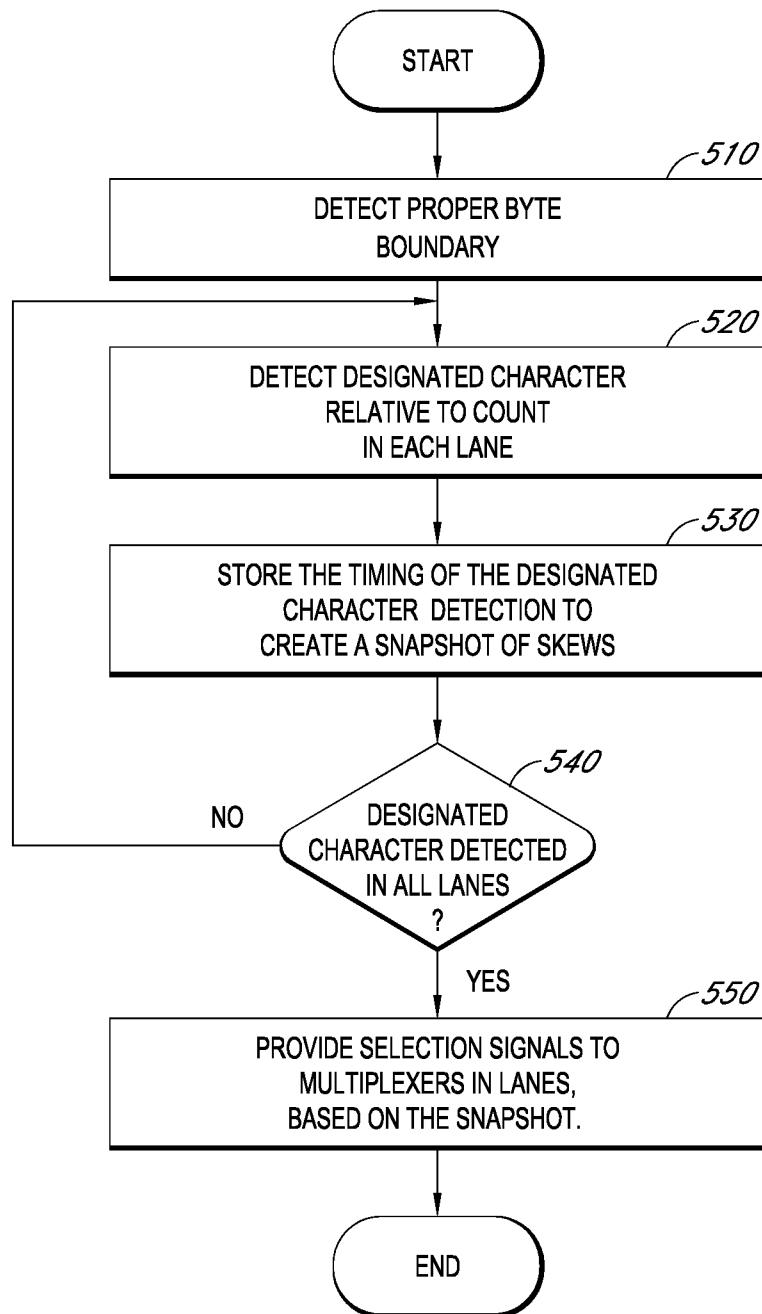 START
510
DETECT PROPER BYTE
BOUNDARY
520
DETECT DESIGNATED CHARACTER
RELATIVE TO COUNT
IN EACH LANE
530
STORE THE TIMING OF THE DESIGNATED
CHARACTER DETECTION TO
CREATE A SNAPSHOT OF SKEWS
540
NO
DESIGNATED
CHARACTER DETECTED
IN ALL LANES
?
YES
550
PROVIDE SELECTION SIGNALS TO
MULTIPLEXERS IN LANES,
BASED ON THE SNAPSHOT.
END